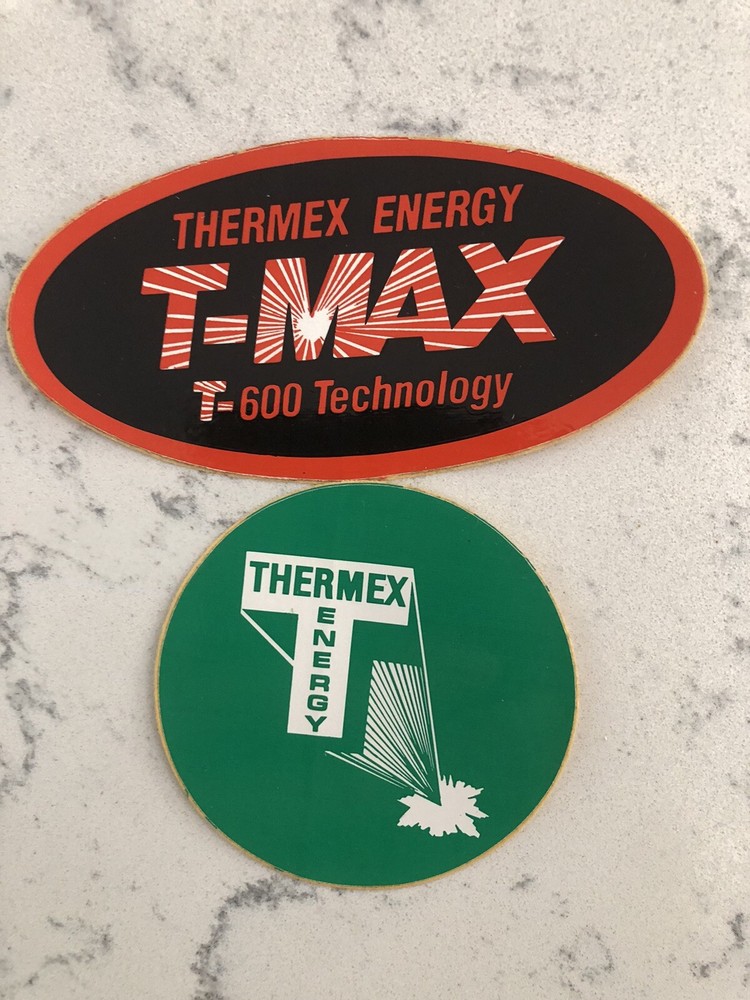 THERMEX ENERGY
T-MAX
T-600 Technology
THERMEX
ENERGY